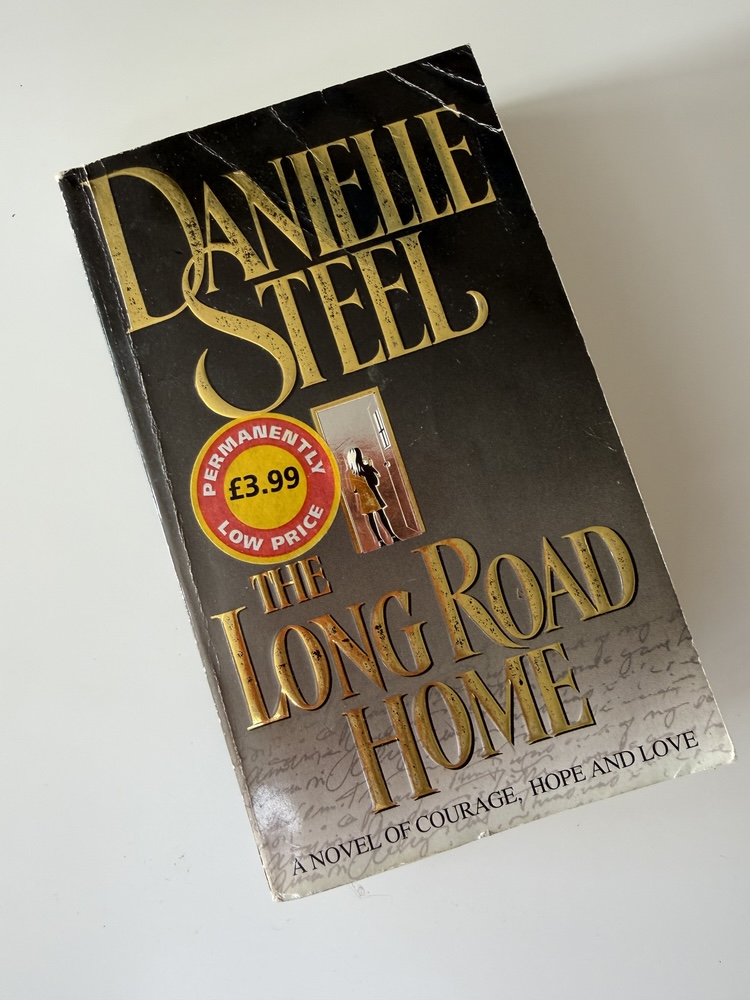 DANIELLE
STEEL
PERMANENTLY
£3.99
LOW PRICE
THE
LONG ROAD
HOME
A NOVEL OF COURAGE, HOPE AND LOVE